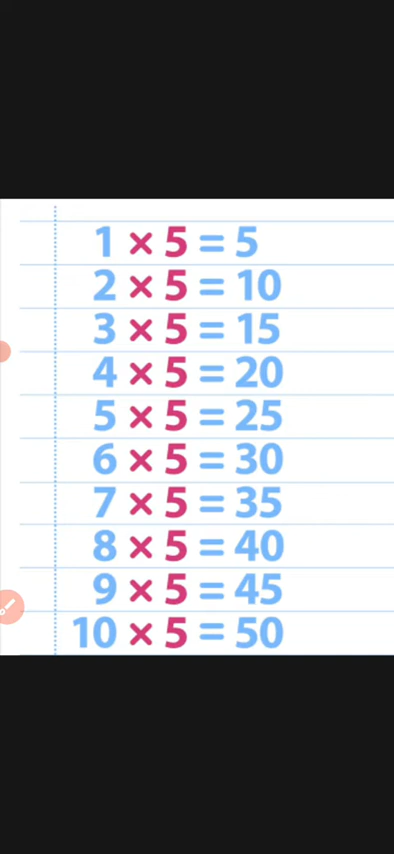 1 × 5 = 5
2 × 5 = 10
3 × 5 = 15
4 × 5 = 20
5 × 5 = 25
6 × 5 = 30
7 × 5 = 35
8 × 5 = 40
9 × 5 = 45
10 × 5 = 50